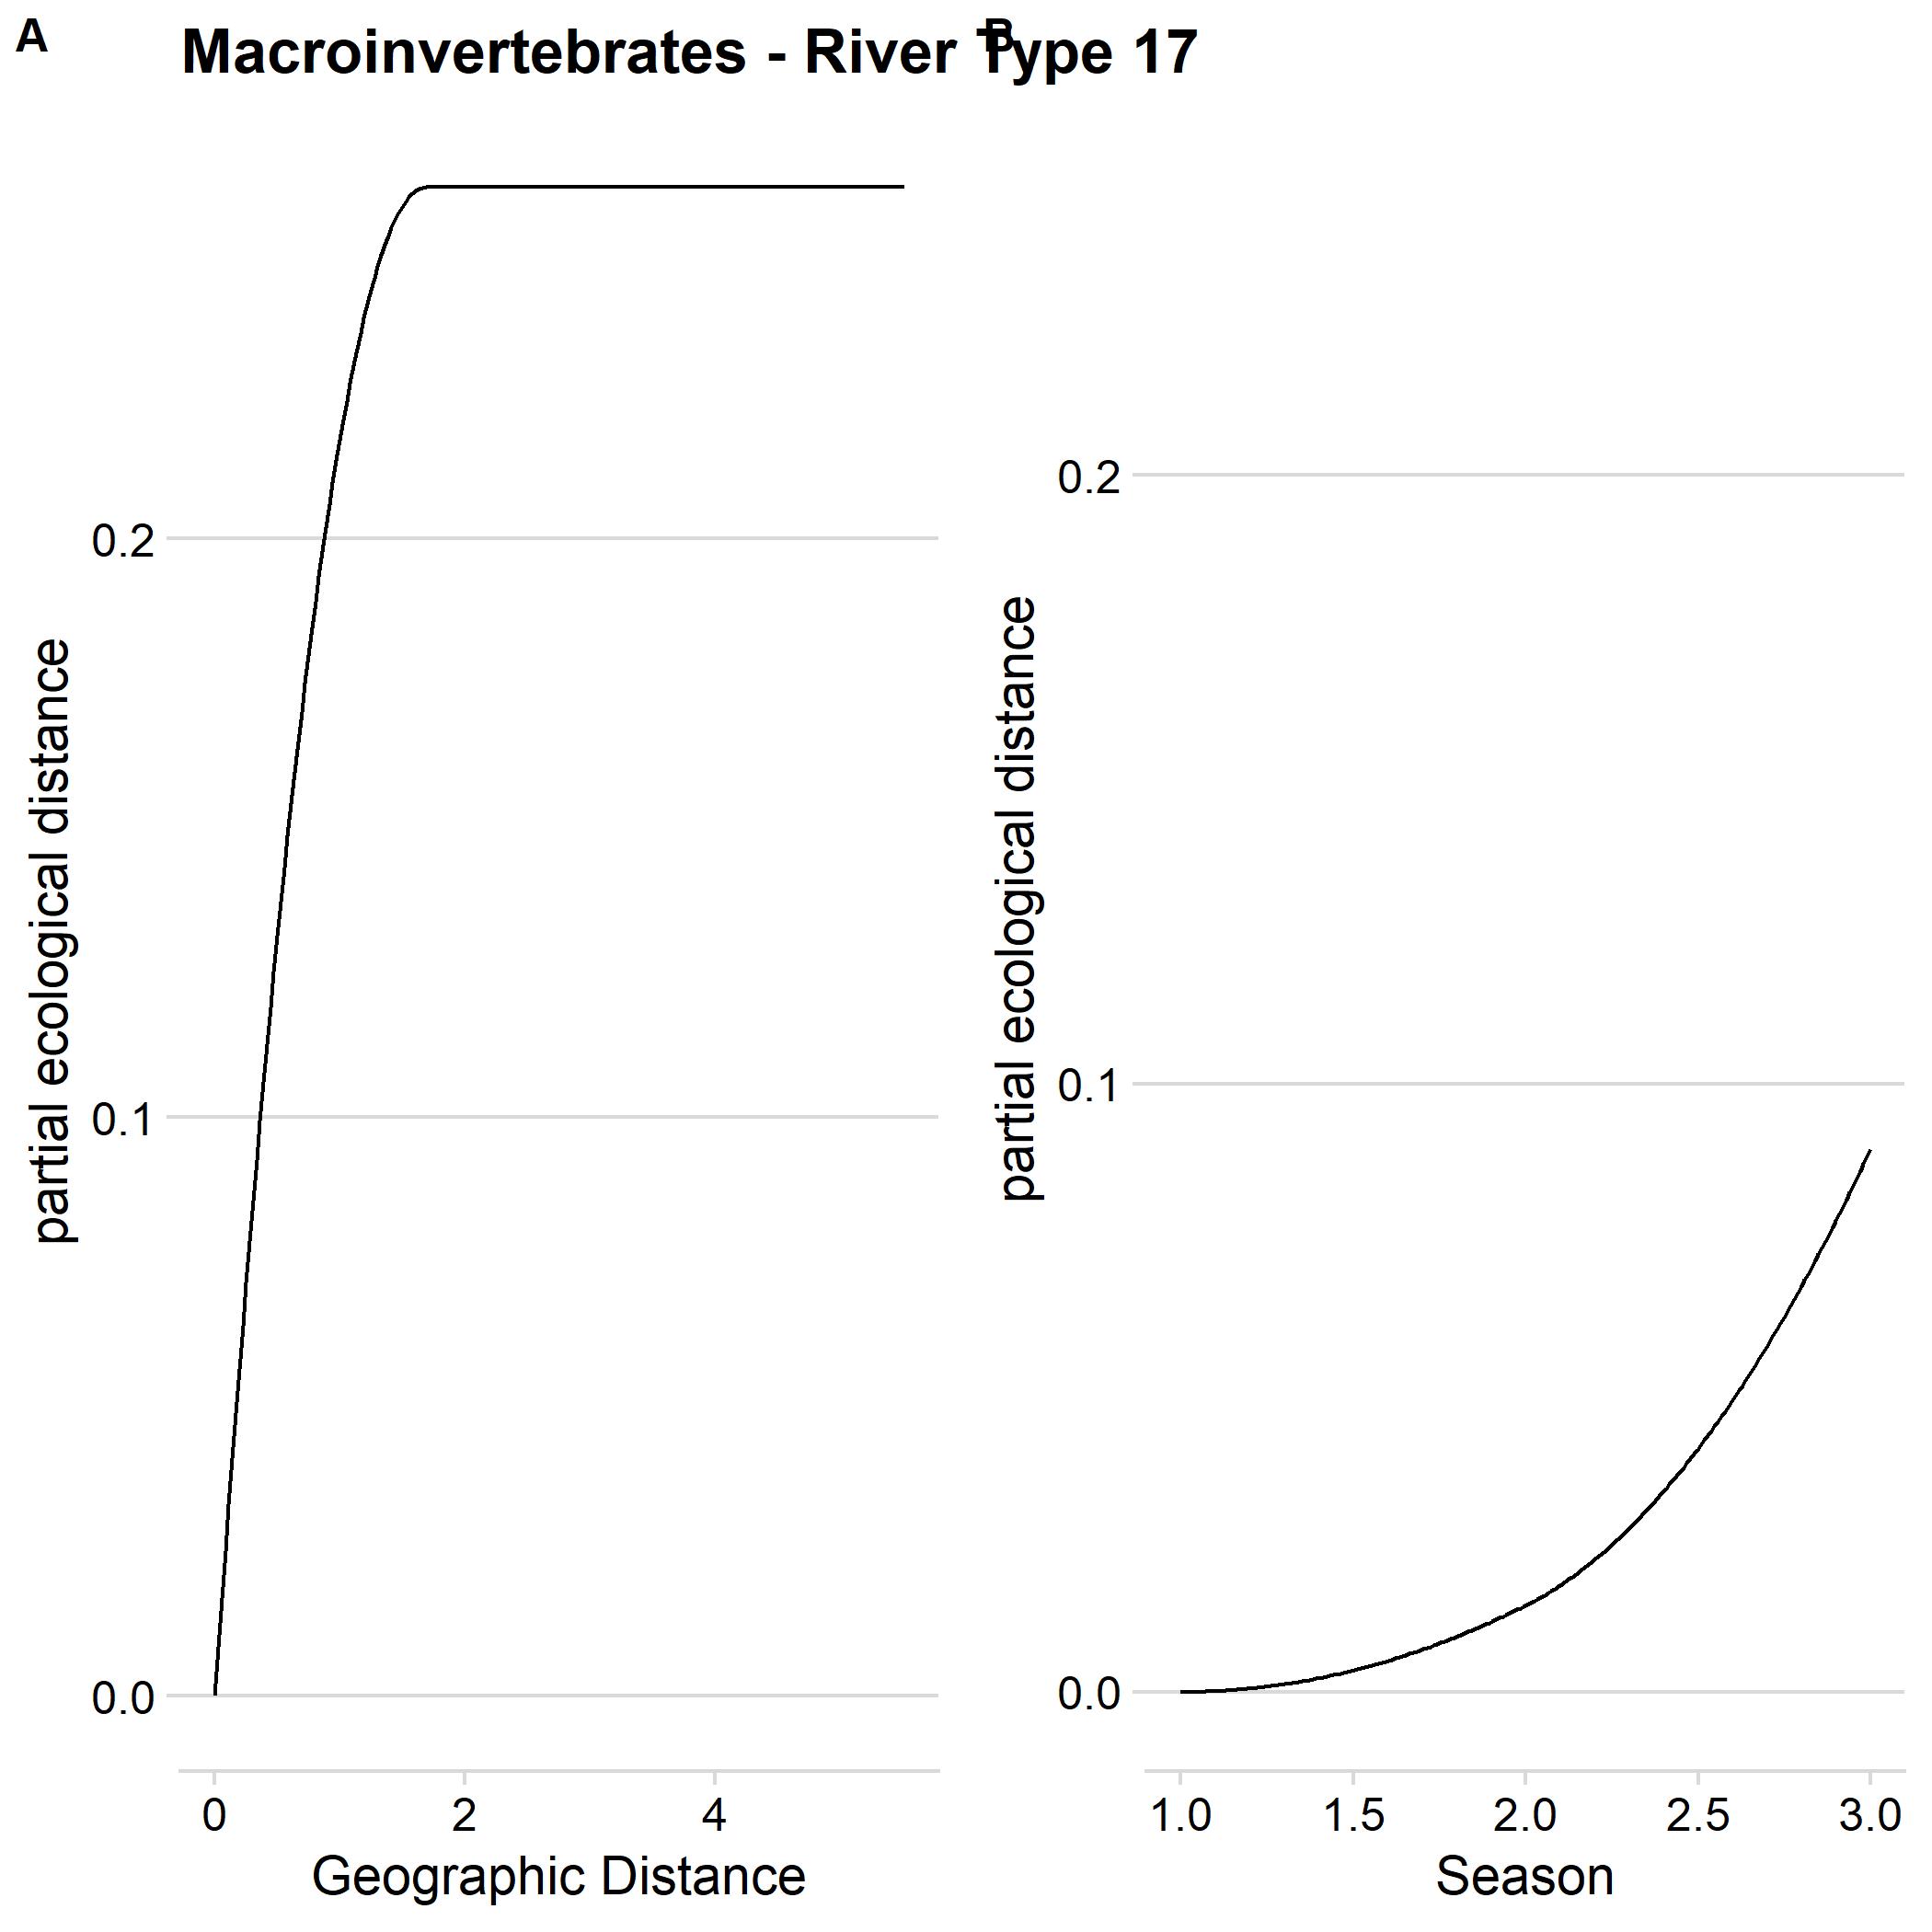 A
Macroinvertebrates - River Type 17
partial ecological distance
0.2
0.1
0.0
0
2
4
Geographic Distance
B
partial ecological distance
0.2
0.1
0.0
1.0
1.5
2.0
2.5
3.0
Season